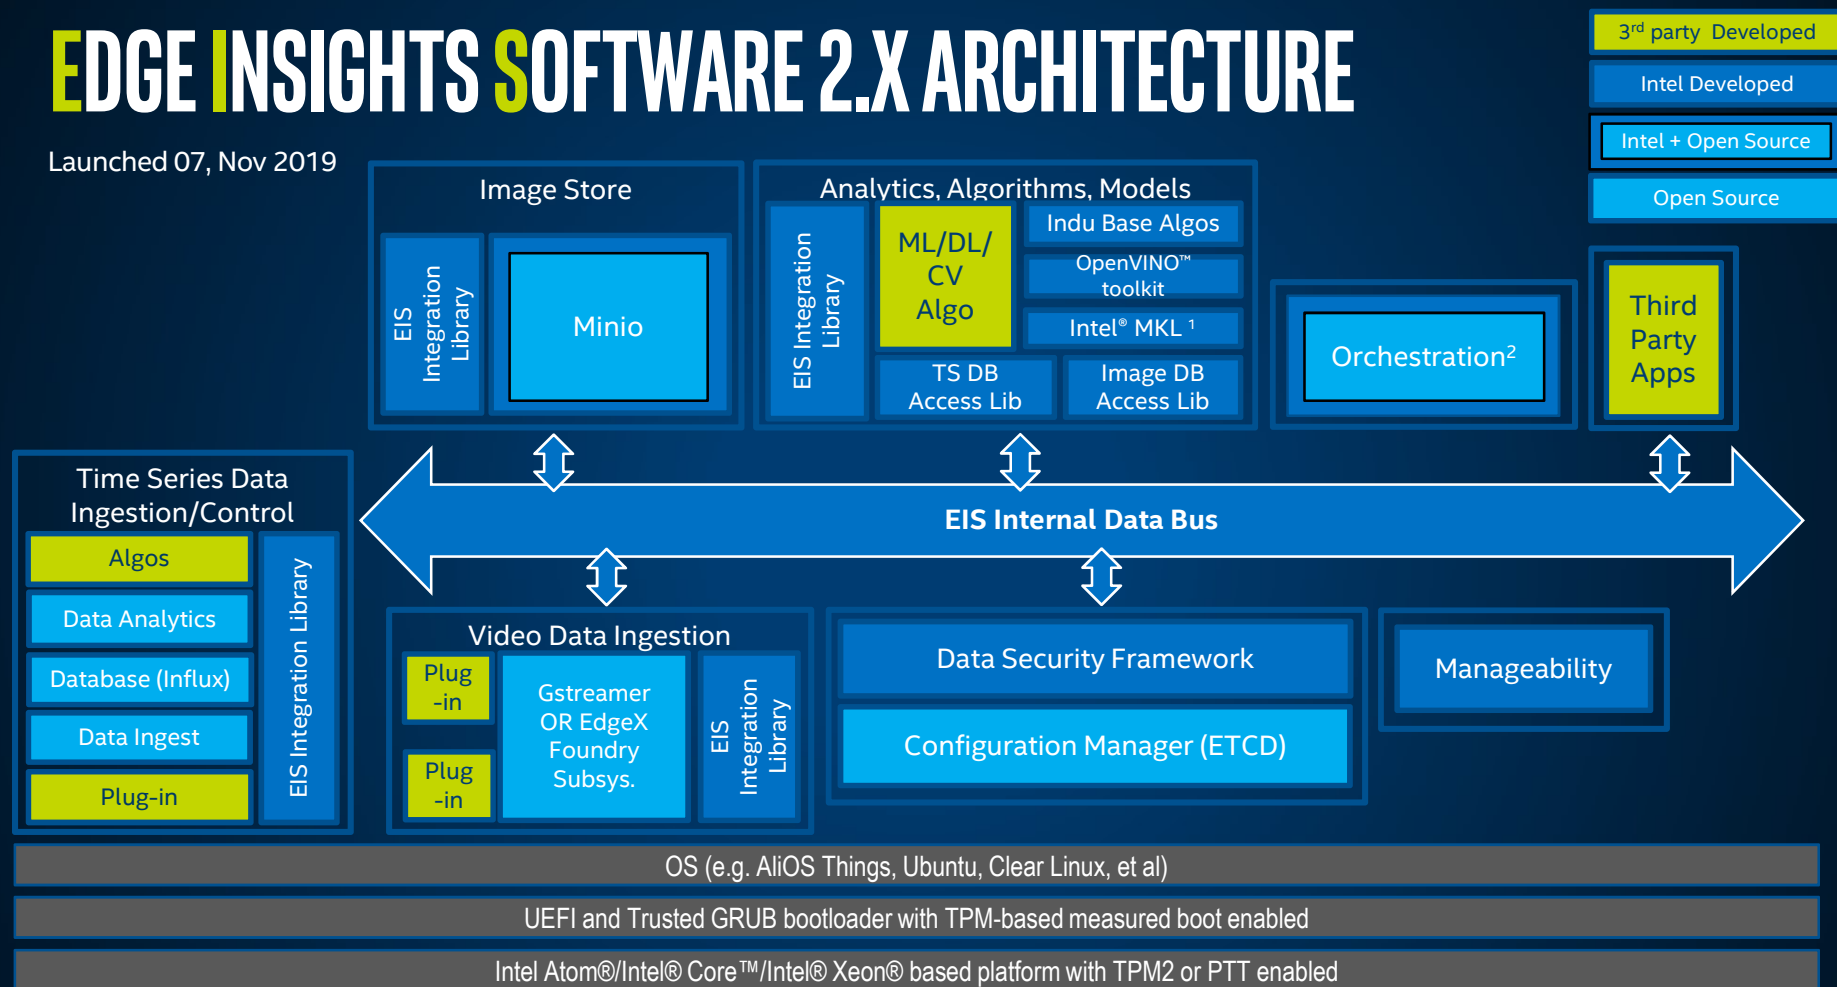 EDGE INSIGHTS SOFTWARE 2.X ARCHITECTURE
Launched 07, Nov 2019
3rd party Developed
Intel Developed
Intel + Open Source
Open Source
Image Store
EIS
Integration
Library
Minio
Analytics, Algorithms, Models
EIS Integration
Library
ML/DL/
CV
Algo
Indu Base Algos
OpenVINO™
toolkit
Intel® MKL 1
TS DB
Access Lib
Image DB
Access Lib
Orchestration2
Third
Party
Apps
EIS Internal Data Bus
Time Series Data
Ingestion/Control
Algos
Data Analytics
Database (Influx)
Data Ingest
Plug-in
EIS Integration Library
Video Data Ingestion
Plug
-in
Plug
-in
Gstreamer
OR EdgeX
Foundry
Subsys.
EIS
Integration
Library
Data Security Framework
Configuration Manager (ETCD)
Manageability
OS (e.g. AliOS Things, Ubuntu, Clear Linux, et al)
UEFI and Trusted GRUB bootloader with TPM-based measured boot enabled
Intel Atom®/Intel® Core™/Intel® Xeon® based platform with TPM2 or PTT enabled